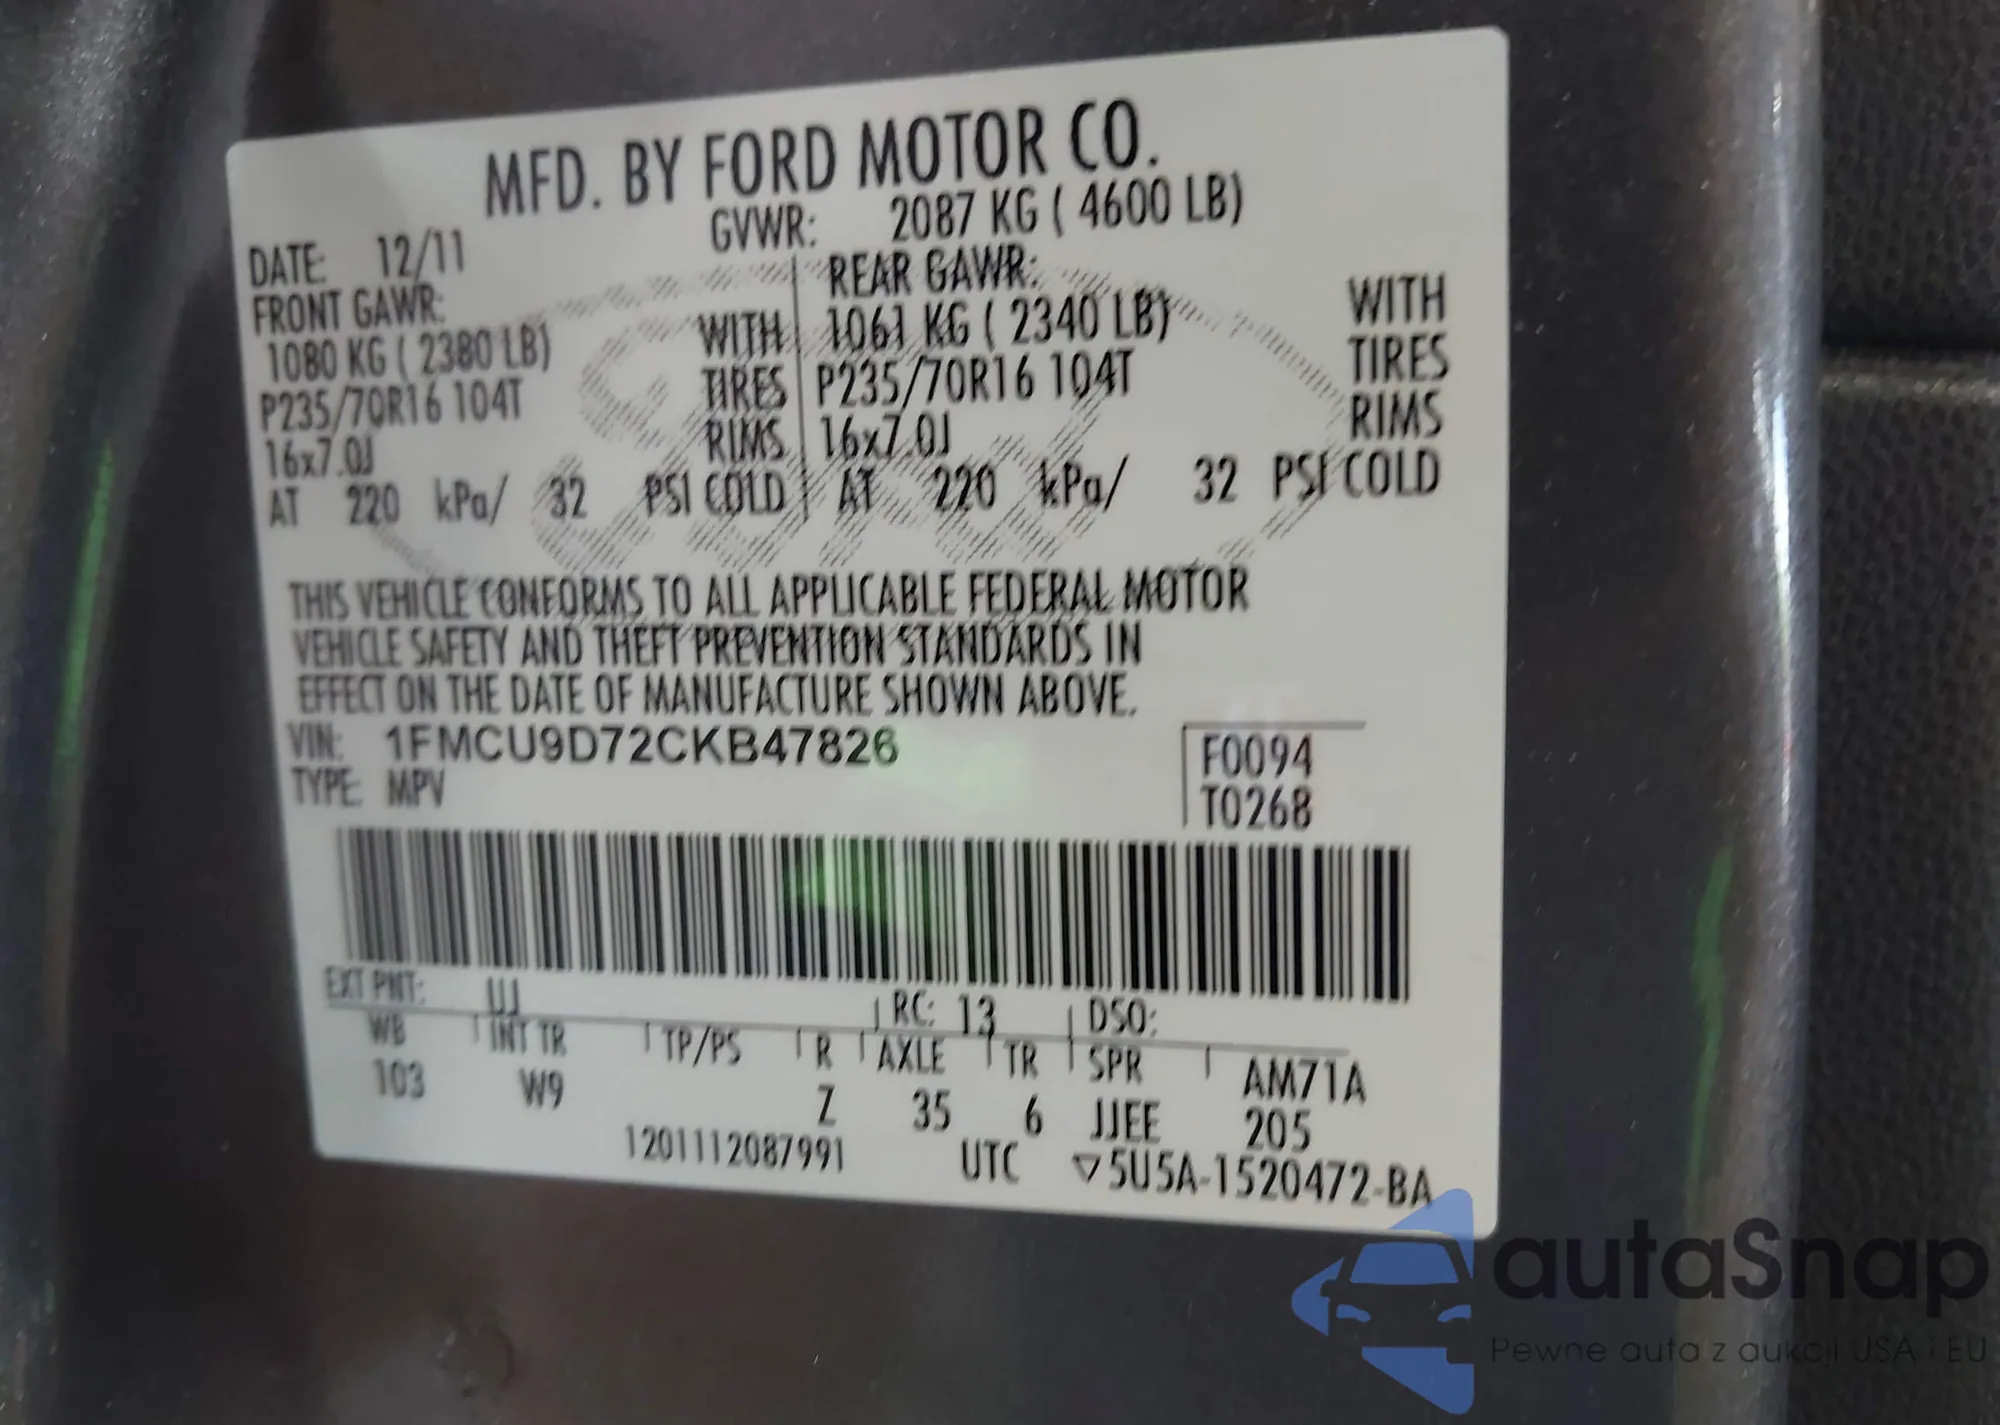 MFD. BY FORD MOTOR CO.
DATE: 12/11 GVWR: 2087 KG ( 4600 LB)
FRONT GAWR: REAR GAWR:
1080 KG ( 2380 LB) WITH 1061 KG ( 2340 LB) WITH
P235/70R16 104T TIRES P235/70R16 104T TIRES
16x7.0J RIMS 16x7.0J RIMS
AT 220 kPa/ 32 PSI COLD AT 220 kPa/ 32 PSI COLD
THIS VEHICLE CONFORMS TO ALL APPLICABLE FEDERAL MOTOR
VEHICLE SAFETY AND THEFT PREVENTION STANDARDS IN
EFFECT ON THE DATE OF MANUFACTURE SHOWN ABOVE.
VIN: 1FMCU9D72CKB47826 F0094
TYPE: MPV T0268
EXT PNT: UJ RC: 13 DSO:
WB INT TR TP/PS R AXLE TR SPR AM71A
103 W9 Z 35 6 JJEE 205
1201112087991 UTC ▽5U5A-1520472-BA
autaSnap
Pewne auta z aukcji USA i EU